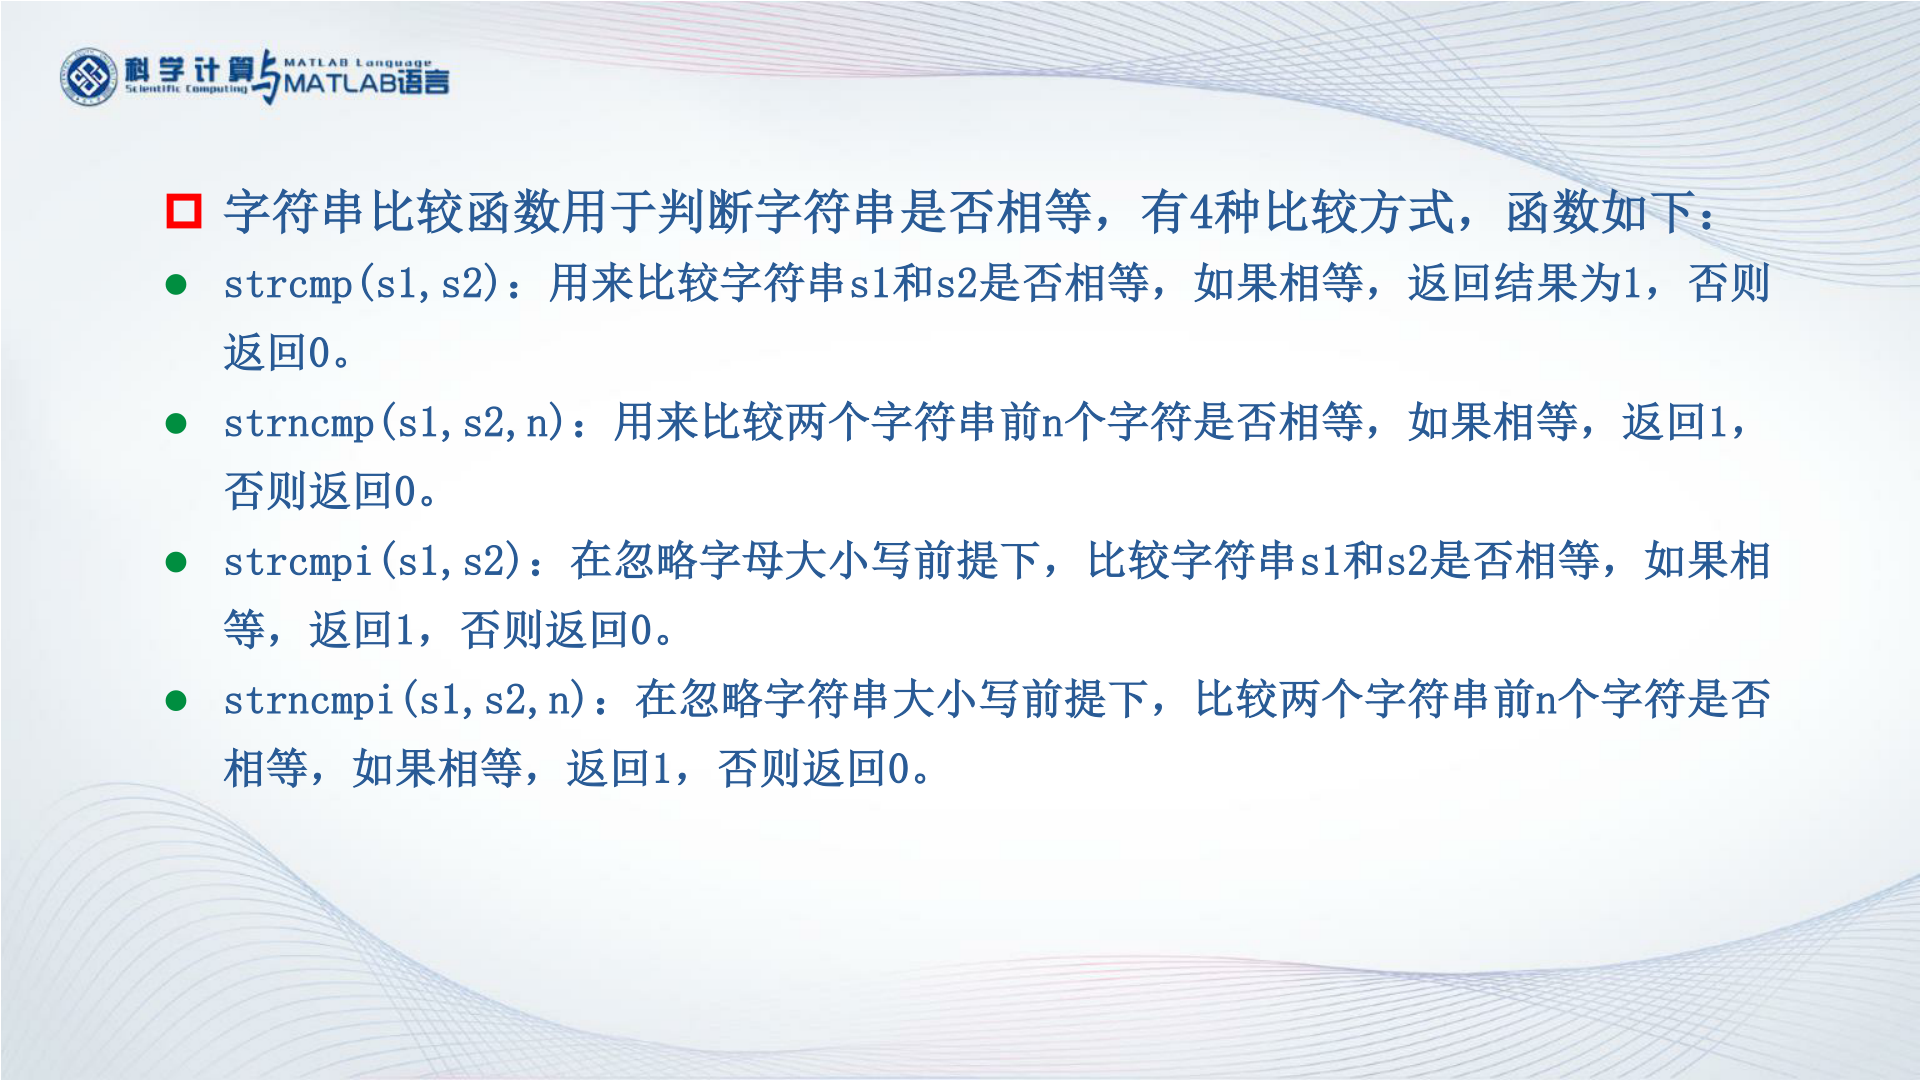 科学计算与MATLAB语言
Scientific Computing MATLAB Language
字符串比较函数用于判断字符串是否相等，有4种比较方式，函数如下：
strcmp(s1,s2)：用来比较字符串s1和s2是否相等，如果相等，返回结果为1，否则
返回0。
strncmp(s1,s2,n)：用来比较两个字符串前n个字符是否相等，如果相等，返回1，
否则返回0。
strcmpi(s1,s2)：在忽略字母大小写前提下，比较字符串s1和s2是否相等，如果相
等，返回1，否则返回0。
strncmpi(s1,s2,n)：在忽略字符串大小写前提下，比较两个字符串前n个字符是否
相等，如果相等，返回1，否则返回0。